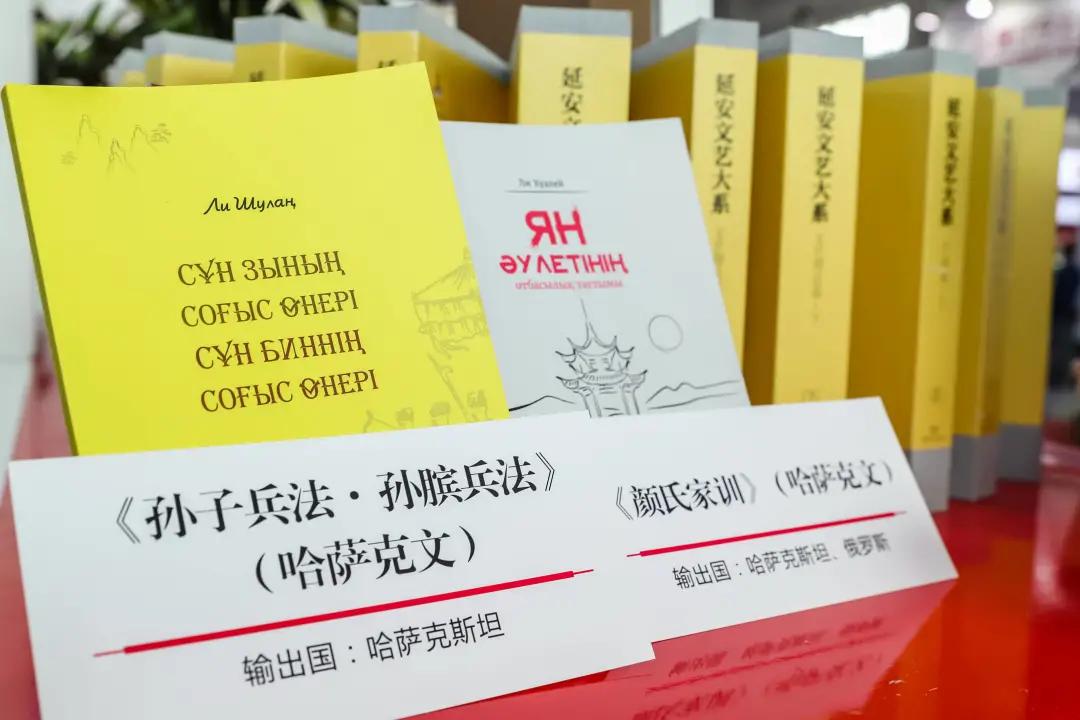 Ли Шулаң
СҰН ЗЫНЫҢ
СОҒЫС ӨНЕРІ
СҰН БИННІҢ
СОҒЫС ӨНЕРІ
ЯН
ӘУЛЕТІНІҢ
отбасылық тағлымы
延安文
延安文艺大系
延安文艺大系
延安文艺大系
《孙子兵法·孙膑兵法》
（哈萨克文）
输出国：哈萨克斯坦
《颜氏家训》（哈萨克文）
输出国：哈萨克斯坦、俄罗斯